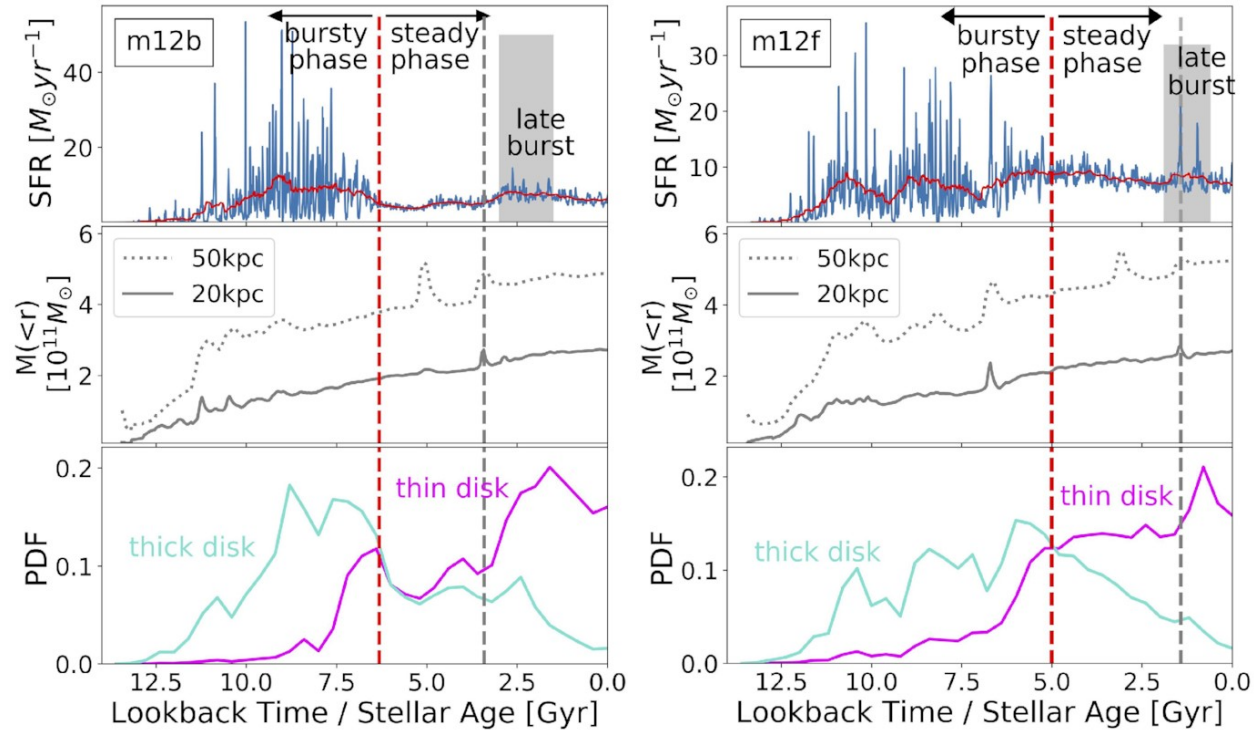 m12b
bursty steady
phase phase
late
burst
SFR [M⊙yr⁻¹]
40
20
50kpc
20kpc
M(<r)
[10¹¹M⊙]
6
4
2
thin disk
thick disk
PDF
0.2
0.1
0.0
12.5 10.0 7.5 5.0 2.5 0.0
Lookback Time / Stellar Age [Gyr]
m12f
bursty steady
phase phase
late
burst
SFR [M⊙yr⁻¹]
30
20
10
50kpc
20kpc
M(<r)
[10¹¹M⊙]
6
4
2
thin disk
thick disk
PDF
0.2
0.1
0.0
12.5 10.0 7.5 5.0 2.5 0.0
Lookback Time / Stellar Age [Gyr]